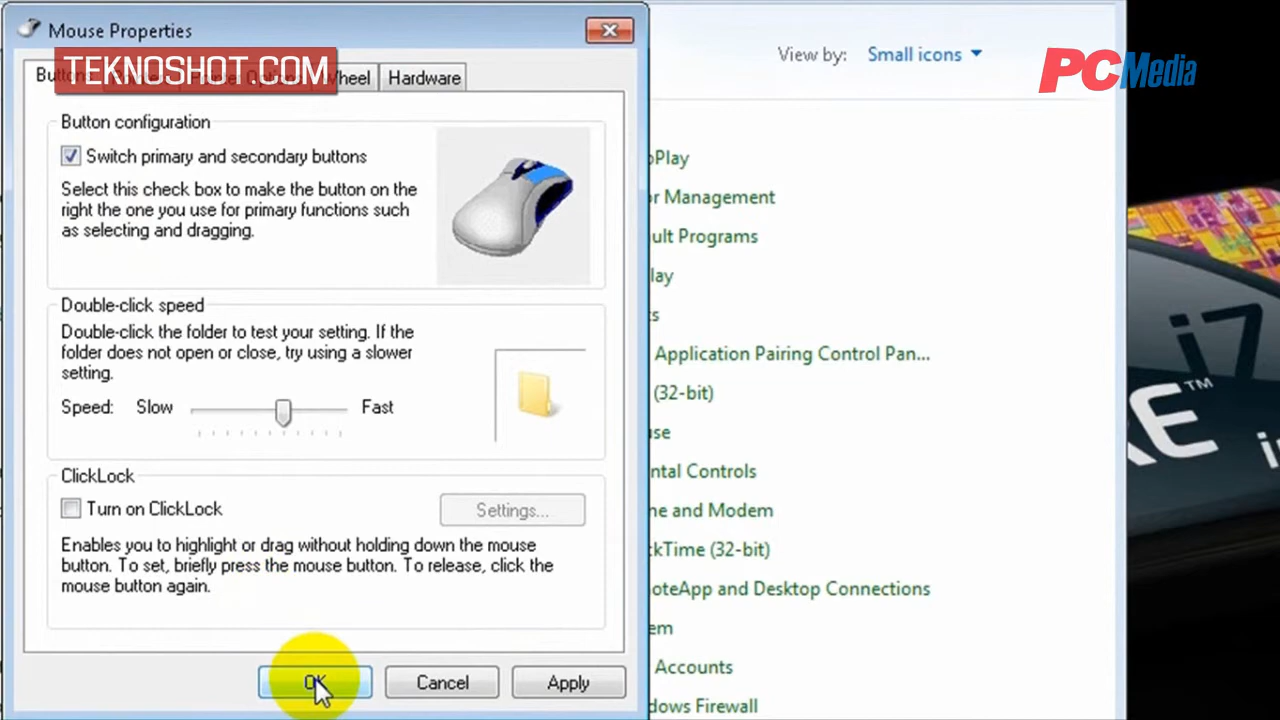 Mouse Properties
TEKNOSHOT.COM
Wheel
Hardware
View by: Small icons
PCMedia
Button configuration
Switch primary and secondary buttons
Select this check box to make the button on the
right the one you use for primary functions such
as selecting and dragging.
Double-click speed
Double-click the folder to test your setting. If the
folder does not open or close, try using a slower
setting.
Speed: Slow Fast
ClickLock
Turn on ClickLock
Settings...
Enables you to highlight or drag without holding down the mouse
button. To set, briefly press the mouse button. To release, click the
mouse button again.
OK
Cancel
Apply
oPlay
r Management
ult Programs
lay
ts
Application Pairing Control Pan...
(32-bit)
use
ntal Controls
ne and Modem
ckTime (32-bit)
oteApp and Desktop Connections
em
Accounts
dows Firewall
i7
RE™